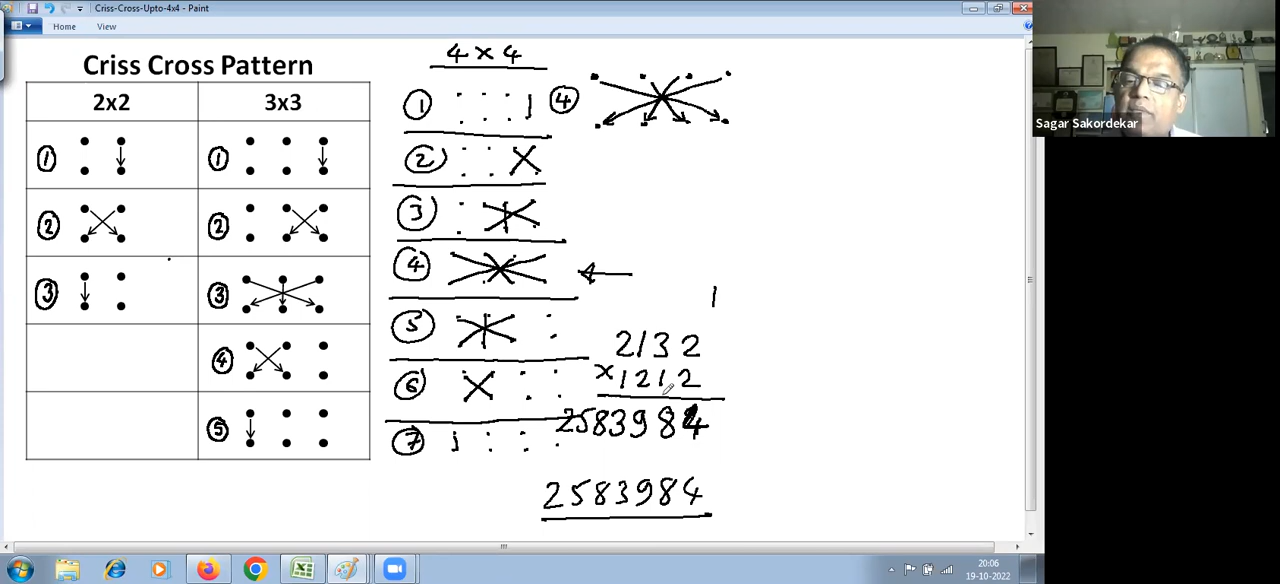 Criss-Cross-Upto-4x4 - Paint
Home View
Criss Cross Pattern
2x2 3x3
1 1
2 2
3 3
4
5
4 x 4
1
2
3
4
5
6
7
4
1
2132
x 1212
2583984
2583984
Sagar Sakordekar
20:06
19-10-2022